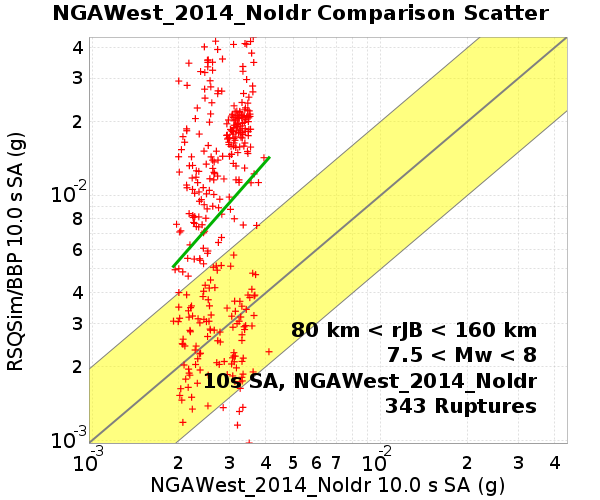 NGAWest_2014_NoIdr Comparison Scatter
RSQSim/BBP 10.0 s SA (g)
4
3
2
10-2
8
6
4
3
2
10-3
80 km < rJB < 160 km
7.5 < Mw < 8
10s SA, NGAWest_2014_NoIdr
343 Ruptures
10-3 2 3 4 5 6 7 10-2 2 3 4
NGAWest_2014_NoIdr 10.0 s SA (g)